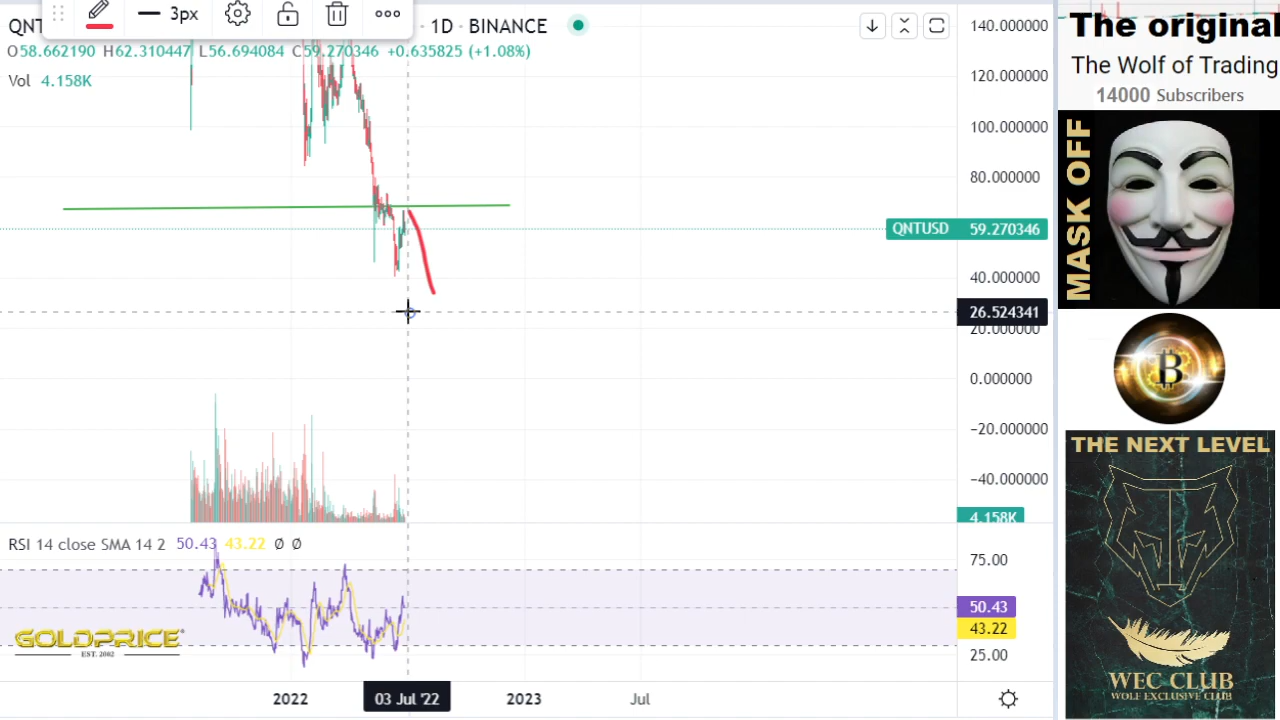 QNT
3px
· 1D · BINANCE
O58.662190 H62.310447 L56.694084 C59.270346 +0.635825 (+1.08%)
Vol 4.158K
140.000000
120.000000
100.000000
80.000000
QNTUSD 59.270346
40.000000
26.524341
20.000000
0.000000
−20.000000
−40.000000
4.158K
RSI 14 close SMA 14 2 50.43 43.22 Ø Ø
75.00
50.43
43.22
25.00
GOLDPRICE
EST. 2002
2022
03 Jul '22
2023
Jul
The original
The Wolf of Trading
14000 Subscribers
MASK OFF
B
THE NEXT LEVEL
WEC CLUB
WOLF EXCLUSIVE CLUB